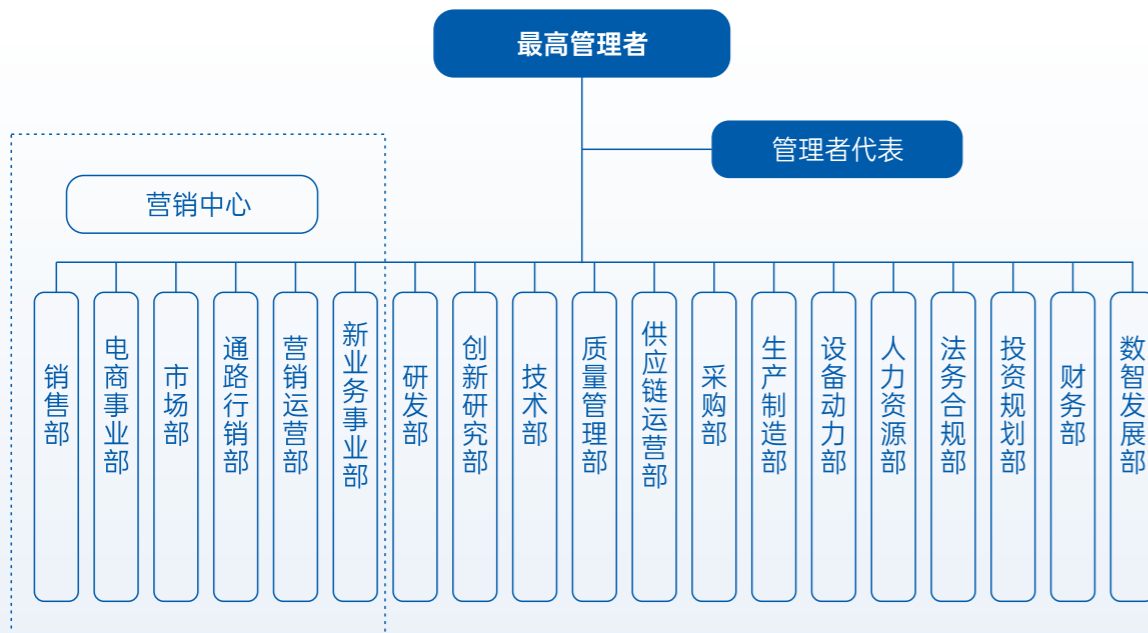 最高管理者
管理者代表
营销中心
销售部
电商事业部
市场部
通路行销部
营销运营部
新业务事业部
研发部
创新研究部
技术部
质量管理部
供应链运营部
采购部
生产制造部
设备动力部
人力资源部
法务合规部
投资规划部
财务部
数智发展部